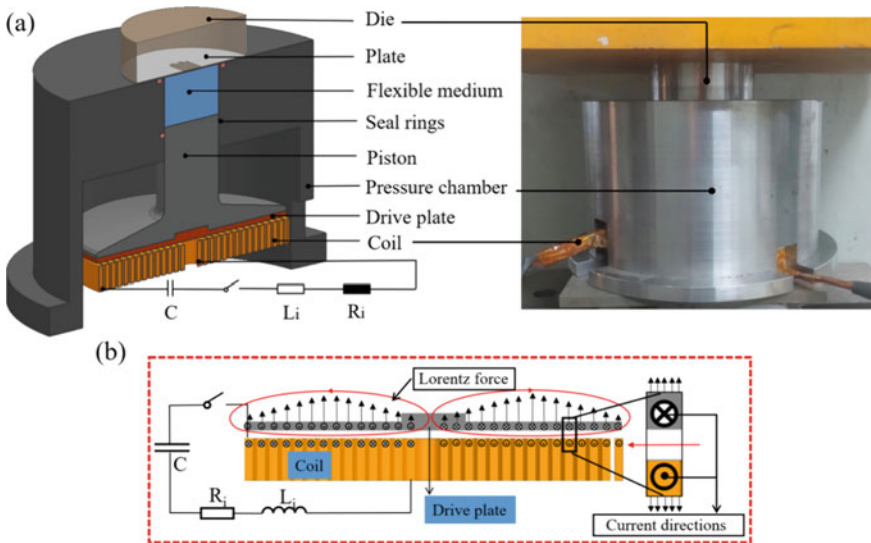 (a)
Die
Plate
Flexible medium
Seal rings
Piston
Pressure chamber
Drive plate
Coil
C
Li
Ri
(b)
Lorentz force
C
Coil
Ri
Li
Drive plate
Current directions